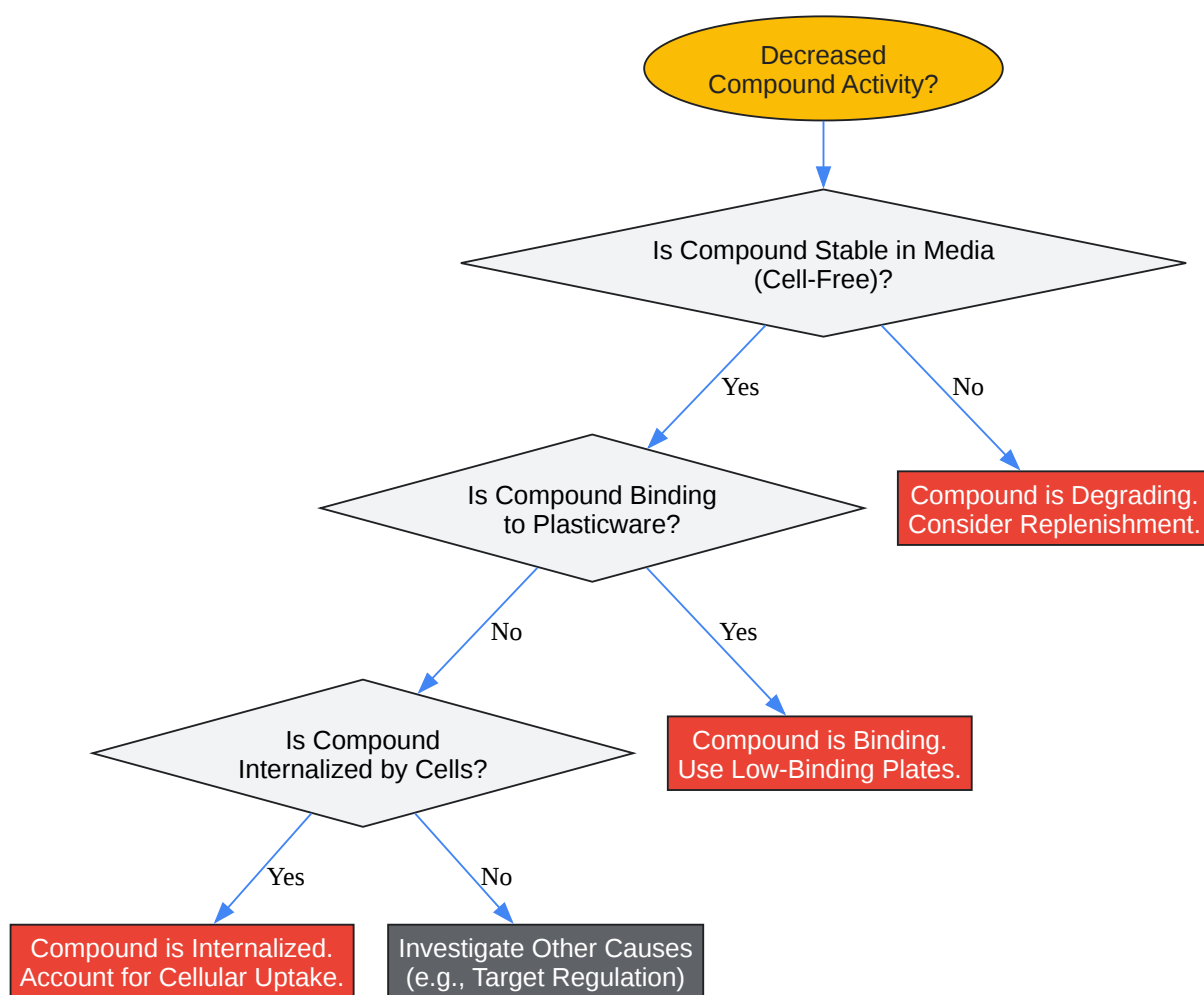 Decreased
Compound Activity?
Is Compound Stable in Media
(Cell-Free)?
Yes
No
Is Compound Binding
to Plasticware?
Compound is Degrading.
Consider Replenishment.
No
Yes
Is Compound
Internalized by Cells?
Compound is Binding.
Use Low-Binding Plates.
Yes
No
Compound is Internalized.
Account for Cellular Uptake.
Investigate Other Causes
(e.g., Target Regulation)